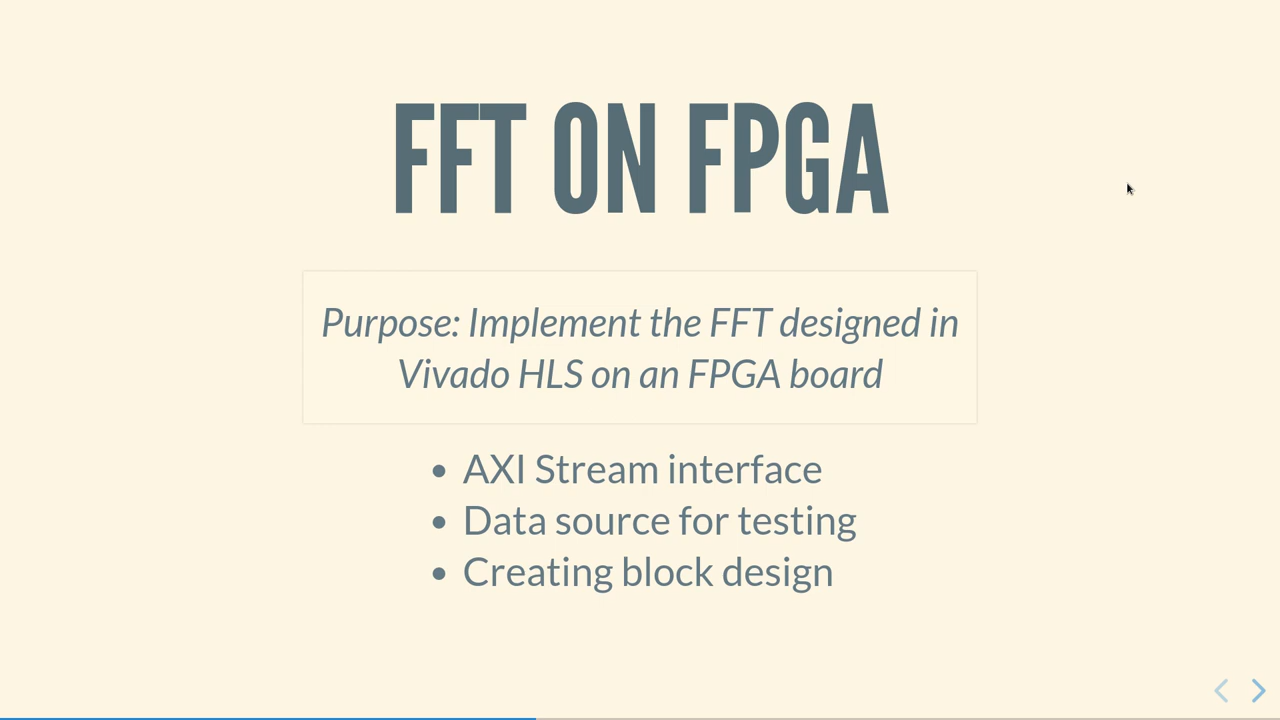 FFT ON FPGA
Purpose: Implement the FFT designed in
Vivado HLS on an FPGA board
• AXI Stream interface
• Data source for testing
• Creating block design